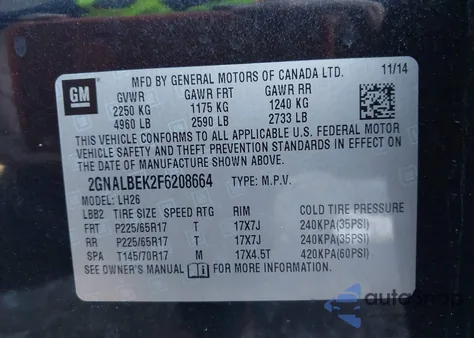 GM
MFD BY GENERAL MOTORS OF CANADA LTD. 11/14
GVWR GAWR FRT GAWR RR
2250 KG 1175 KG 1240 KG
4960 LB 2590 LB 2733 LB
THIS VEHICLE CONFORMS TO ALL APPLICABLE U.S. FEDERAL MOTOR
VEHICLE SAFETY, BUMPER, AND THEFT PREVENTION STANDARDS IN
EFFECT ON THE DATE OF MANUFACTURE SHOWN ABOVE.
2GNALBEK2F6208664 TYPE: M.P.V.
MODEL: LH26
LBB2 TIRE SIZE SPEED RTG RIM COLD TIRE PRESSURE
FRT P225/65R17 T 17X7J 240KPA(35PSI)
RR P225/65R17 T 17X7J 240KPA(35PSI)
SPA T145/70R17 M 17X4.5T 420KPA(60PSI)
SEE OWNER'S MANUAL FOR MORE INFORMATION.